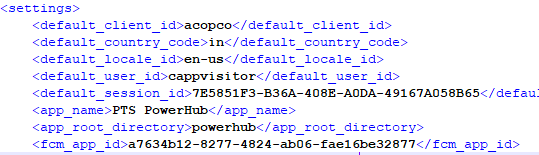 <settings>
<default_client_id>acopco</default_client_id>
<default_country_code>in</default_country_code>
<default_locale_id>en-us</default_locale_id>
<default_user_id>cappvisitor</default_user_id>
<default_session_id>7E5851F3-B36A-408E-A0DA-49167A058B65</defau
<app_name>PTS PowerHub</app_name>
<app_root_directory>powerhub</app_root_directory>
<fcm_app_id>a7634b12-8277-4824-ab06-fae16be32877</fcm_app_id>